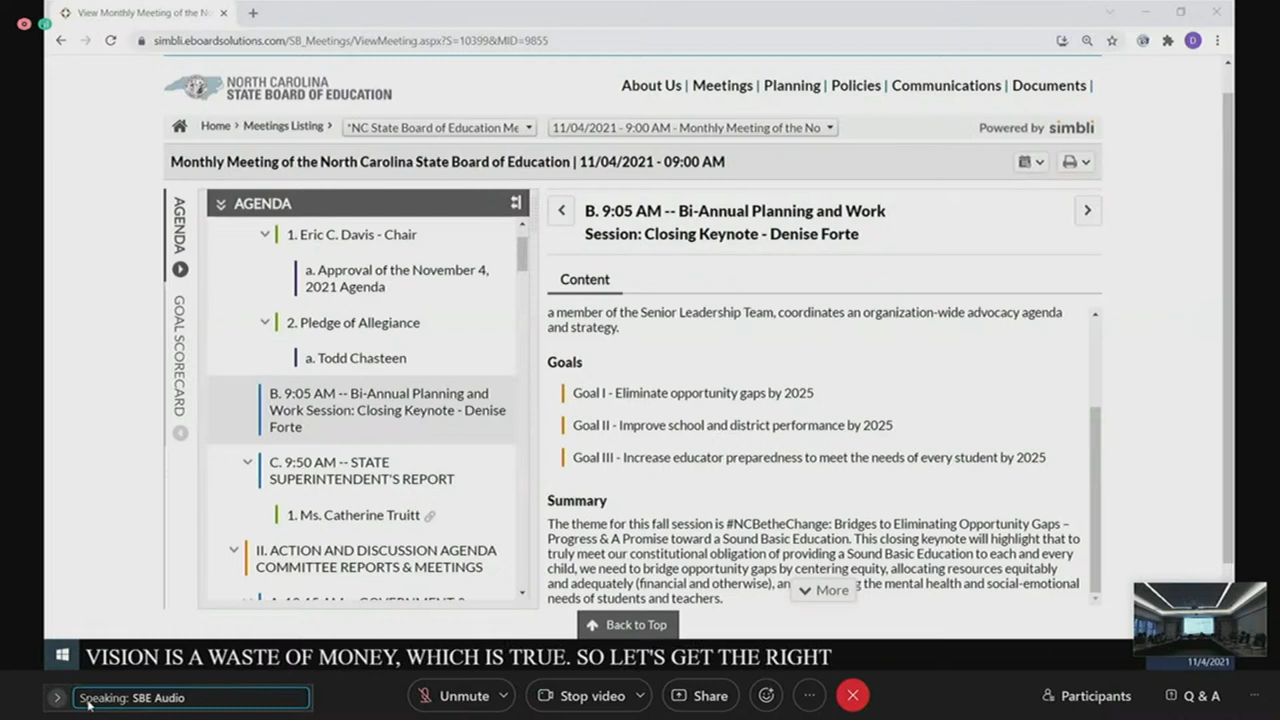 View Monthly Meeting of the No
simbli.eboardsolutions.com/SB_Meetings/ViewMeeting.aspx?S=10399&MID=9855
D
NORTH CAROLINA
STATE BOARD OF EDUCATION
About Us | Meetings | Planning | Policies | Communications | Documents |
Home > Meetings Listing >
*NC State Board of Education Me
11/04/2021 - 9:00 AM - Monthly Meeting of the No
Powered by simbli
Monthly Meeting of the North Carolina State Board of Education | 11/04/2021 - 09:00 AM
AGENDA
GOAL SCORECARD
AGENDA
1. Eric C. Davis - Chair
a. Approval of the November 4,
2021 Agenda
2. Pledge of Allegiance
a. Todd Chasteen
B. 9:05 AM -- Bi-Annual Planning and
Work Session: Closing Keynote - Denise
Forte
C. 9:50 AM -- STATE
SUPERINTENDENT'S REPORT
1. Ms. Catherine Truitt
II. ACTION AND DISCUSSION AGENDA
COMMITTEE REPORTS & MEETINGS
B. 9:05 AM -- Bi-Annual Planning and Work
Session: Closing Keynote - Denise Forte
Content
a member of the Senior Leadership Team, coordinates an organization-wide advocacy agenda
and strategy.
Goals
Goal I - Eliminate opportunity gaps by 2025
Goal II - Improve school and district performance by 2025
Goal III - Increase educator preparedness to meet the needs of every student by 2025
Summary
The theme for this fall session is #NCBetheChange: Bridges to Eliminating Opportunity Gaps –
Progress & A Promise toward a Sound Basic Education. This closing keynote will highlight that to
truly meet our constitutional obligation of providing a Sound Basic Education to each and every
child, we need to bridge opportunity gaps by centering equity, allocating resources equitably
and adequately (financial and otherwise), an the mental health and social-emotional
needs of students and teachers.
More
Back to Top
VISION IS A WASTE OF MONEY, WHICH IS TRUE. SO LET'S GET THE RIGHT
11/4/2021
Speaking: SBE Audio
Unmute
Stop video
Share
Participants
Q & A